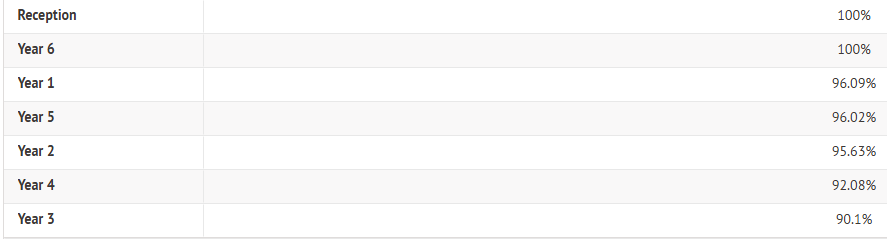 Reception 100%
Year 6 100%
Year 1 96.09%
Year 5 96.02%
Year 2 95.63%
Year 4 92.08%
Year 3 90.1%